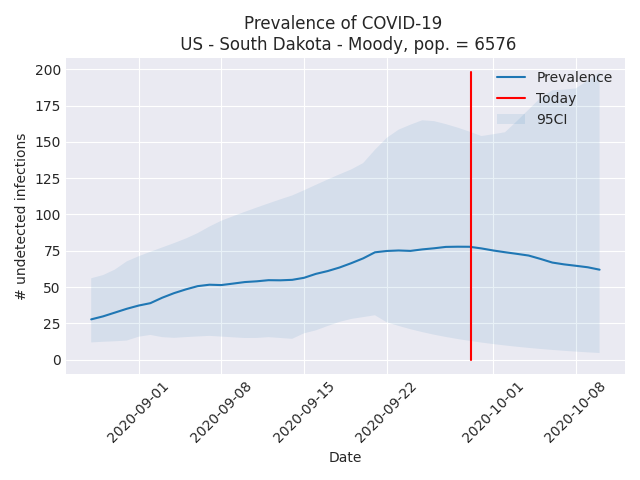 Prevalence of COVID-19
US - South Dakota - Moody, pop. = 6576
200
175
150
125
100
75
50
25
0
# undetected infections
Prevalence
Today
95CI
2020-09-01
2020-09-08
2020-09-15
2020-09-22
2020-10-01
2020-10-08
Date